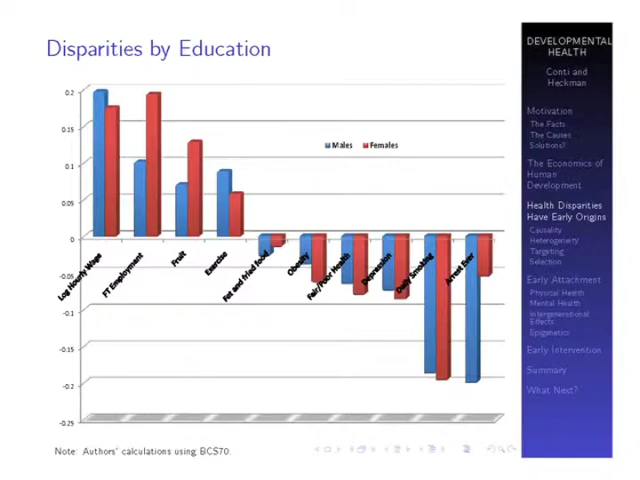 Disparities by Education
0.2
0.15
0.1
0.05
0
-0.05
-0.1
-0.15
-0.2
-0.25
Males
Females
Log Hourly Wage
FT Employment
Fruit
Exercise
Fat and fried food
Obesity
Fair/Poor Health
Depression
Daily Smoking
Arrest Ever
Note: Authors' calculations using BCS70.
DEVELOPMENTAL
HEALTH
Conti and
Heckman
Motivation
The Facts
The Causes
Solutions?
The Economics of
Human
Development
Health Disparities
Have Early Origins
Causality
Heterogeneity
Targeting
Selection
Early Attachment
Physical Health
Mental Health
Intergenerational
Effects
Epigenetics
Early Intervention
Summary
What Next?